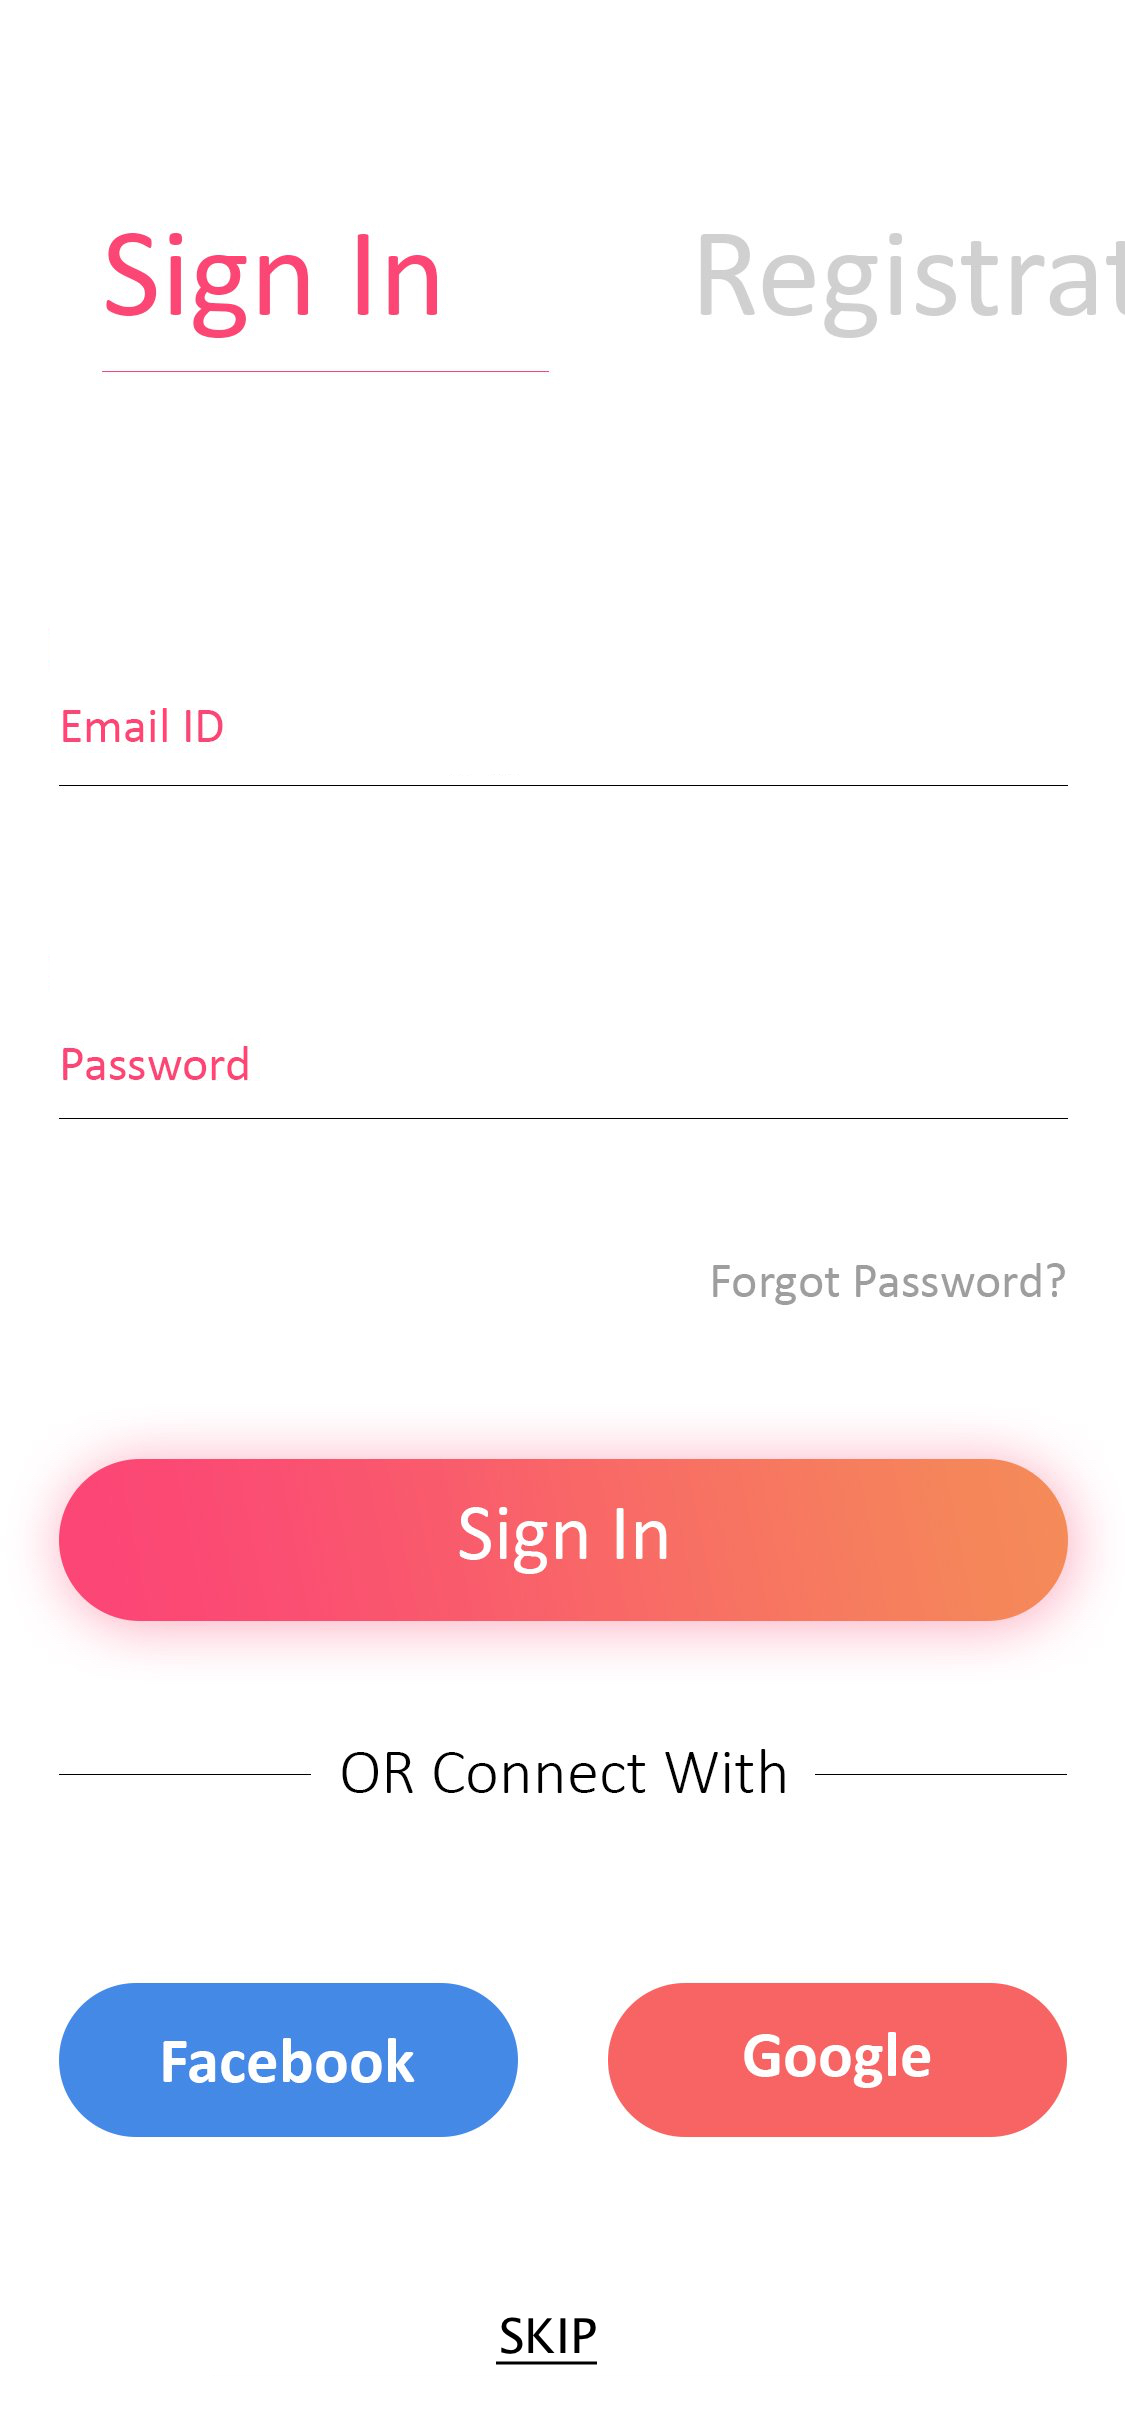 Sign In Registrat
Email ID
Password
Forgot Password?
Sign In
OR Connect With
Facebook Google
SKIP